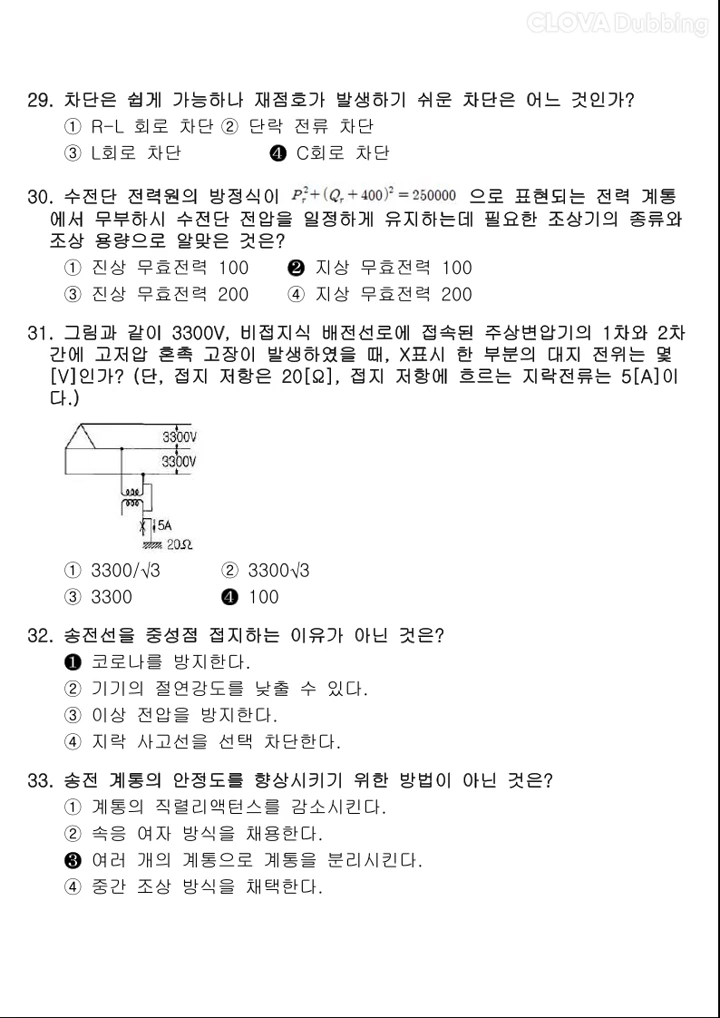 CLOVA Dubbing
29. 차단은 쉽게 가능하나 재점호가 발생하기 쉬운 차단은 어느 것인가?
① R-L 회로 차단 ② 단락 전류 차단
③ L회로 차단 ❹ C회로 차단
30. 수전단 전력원의 방정식이 P_r^2+(Q_r+400)^2=250000 으로 표현되는 전력 계통
에서 무부하시 수전단 전압을 일정하게 유지하는데 필요한 조상기의 종류와
조상 용량으로 알맞은 것은?
① 진상 무효전력 100 ❷ 지상 무효전력 100
③ 진상 무효전력 200 ④ 지상 무효전력 200
31. 그림과 같이 3300V, 비접지식 배전선로에 접속된 주상변압기의 1차와 2차
간에 고저압 혼촉 고장이 발생하였을 때, X표시 한 부분의 대지 전위는 몇
[V]인가? (단, 접지 저항은 20[Ω], 접지 저항에 흐르는 지락전류는 5[A]이
다.)
3300V
3300V
X 5A
20Ω
① 3300/√3 ② 3300√3
③ 3300 ❹ 100
32. 송전선을 중성점 접지하는 이유가 아닌 것은?
❶ 코로나를 방지한다.
② 기기의 절연강도를 낮출 수 있다.
③ 이상 전압을 방지한다.
④ 지락 사고선을 선택 차단한다.
33. 송전 계통의 안정도를 향상시키기 위한 방법이 아닌 것은?
① 계통의 직렬리액턴스를 감소시킨다.
② 속응 여자 방식을 채용한다.
❸ 여러 개의 계통으로 계통을 분리시킨다.
④ 중간 조상 방식을 채택한다.